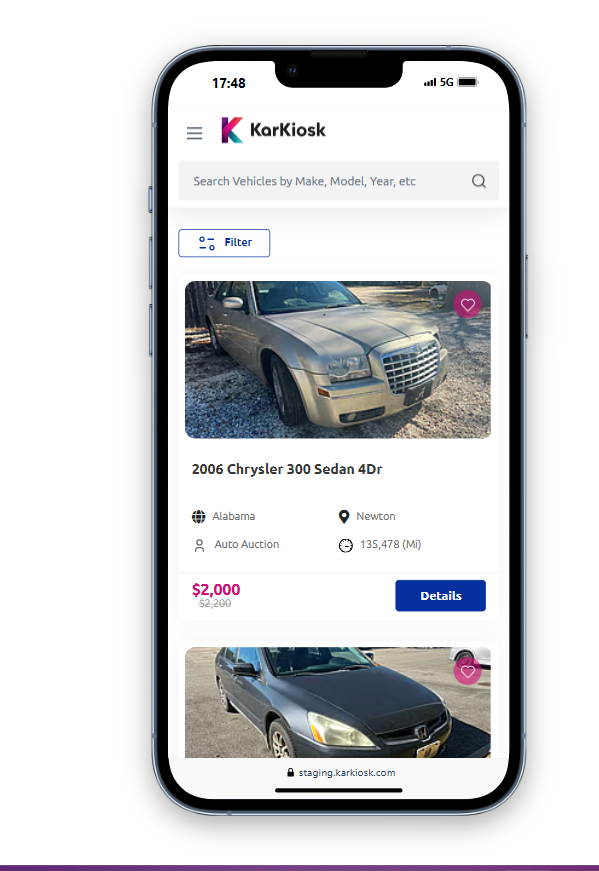 17:48
5G
KarKiosk
Search Vehicles by Make, Model, Year, etc
Filter
2006 Chrysler 300 Sedan 4Dr
Alabama
Newton
Auto Auction
135,478 (Mi)
$2,000
$2,200
Details
staging.karkiosk.com